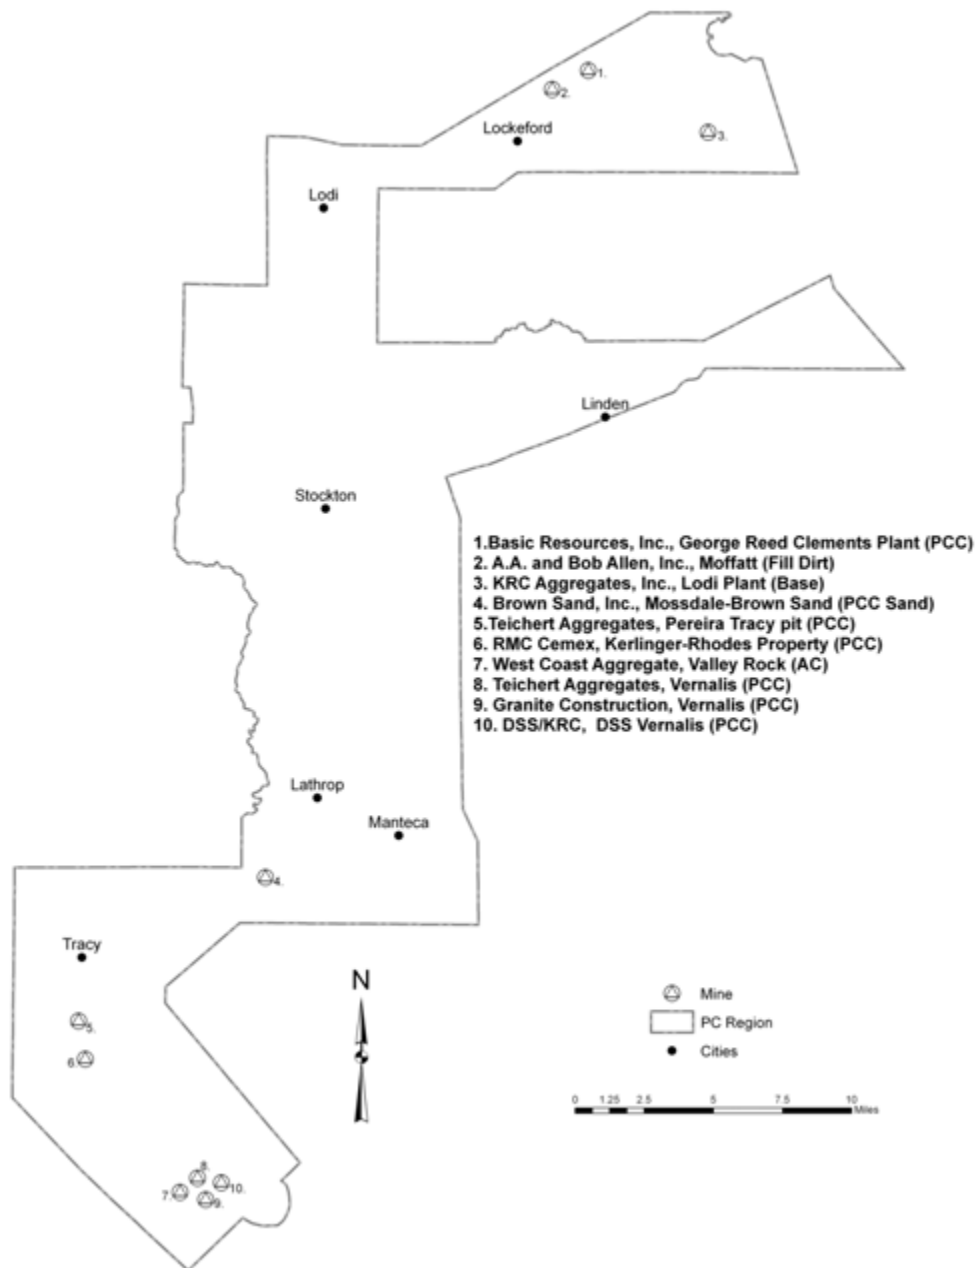 1.
2.
Lockeford
3.
Lodi
Linden
Stockton
1.Basic Resources, Inc., George Reed Clements Plant (PCC)
2. A.A. and Bob Allen, Inc., Moffatt (Fill Dirt)
3. KRC Aggregates, Inc., Lodi Plant (Base)
4. Brown Sand, Inc., Mossdale-Brown Sand (PCC Sand)
5.Teichert Aggregates, Pereira Tracy pit (PCC)
6. RMC Cemex, Kerlinger-Rhodes Property (PCC)
7. West Coast Aggregate, Valley Rock (AC)
8. Teichert Aggregates, Vernalis (PCC)
9. Granite Construction, Vernalis (PCC)
10. DSS/KRC, DSS Vernalis (PCC)
Lathrop
Manteca
4.
Tracy
N
Mine
5.
PC Region
6.
Cities
0 1.25 2.5 5 7.5 10
Miles
8.
7.
10.
9.